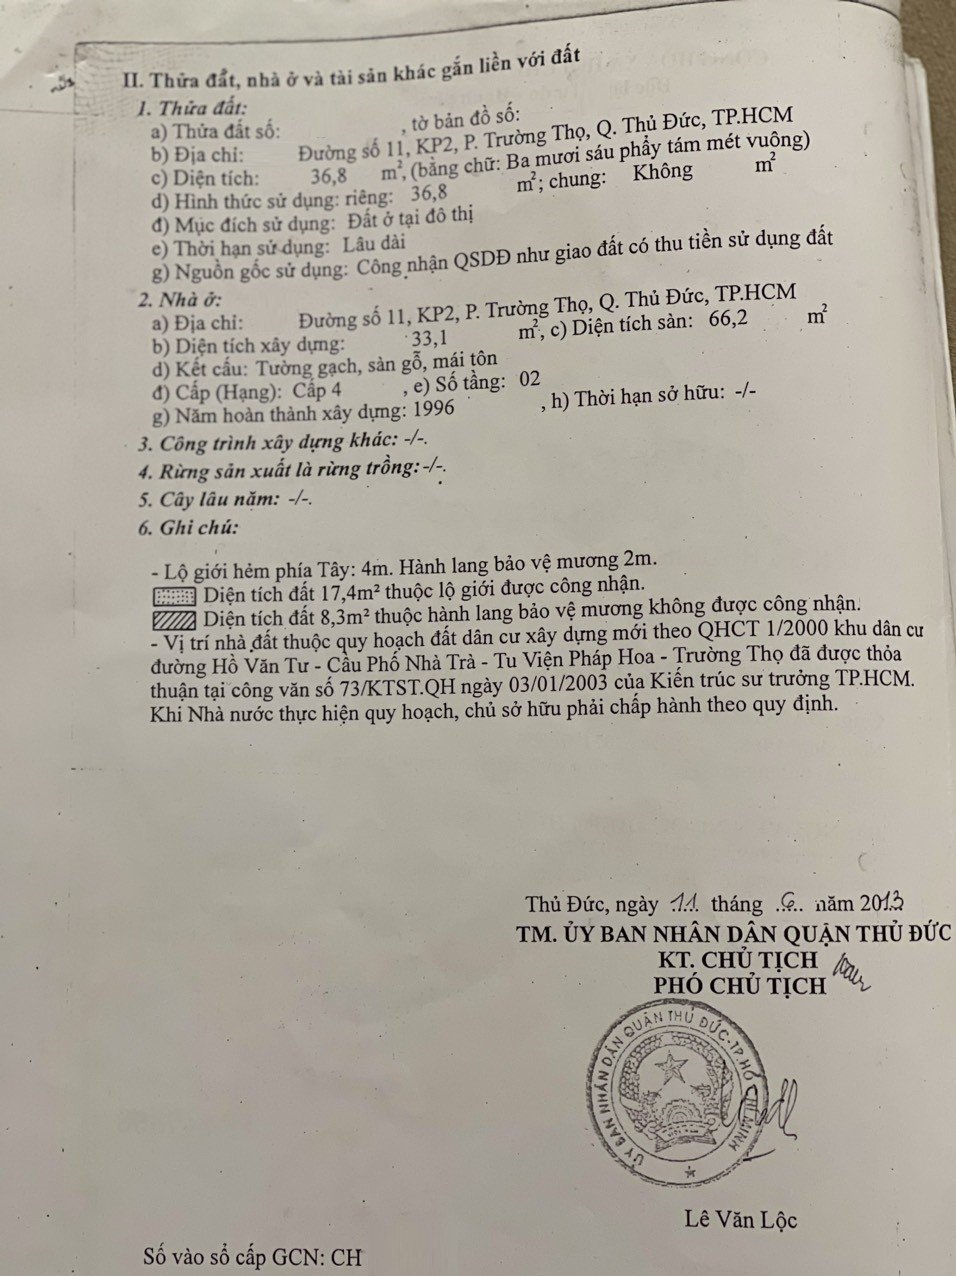 II. Thửa đất, nhà ở và tài sản khác gắn liền với đất
1. Thửa đất:
a) Thửa đất số: , tờ bản đồ số:
b) Địa chỉ: Đường số 11, KP2, P. Trường Thọ, Q. Thủ Đức, TP.HCM
c) Diện tích: 36,8 m², (bằng chữ: Ba mươi sáu phẩy tám mét vuông)
d) Hình thức sử dụng: riêng: 36,8 m²; chung: Không m²
đ) Mục đích sử dụng: Đất ở tại đô thị
e) Thời hạn sử dụng: Lâu dài
g) Nguồn gốc sử dụng: Công nhận QSDĐ như giao đất có thu tiền sử dụng đất
2. Nhà ở:
a) Địa chỉ: Đường số 11, KP2, P. Trường Thọ, Q. Thủ Đức, TP.HCM
b) Diện tích xây dựng: 33,1 m², c) Diện tích sàn: 66,2 m²
d) Kết cấu: Tường gạch, sàn gỗ, mái tôn
đ) Cấp (Hạng): Cấp 4 , e) Số tầng: 02
g) Năm hoàn thành xây dựng: 1996 , h) Thời hạn sở hữu: -/-
3. Công trình xây dựng khác: -/-.
4. Rừng sản xuất là rừng trồng: -/-.
5. Cây lâu năm: -/-.
6. Ghi chú:
- Lộ giới hẻm phía Tây: 4m. Hành lang bảo vệ mương 2m.
Diện tích đất 17,4m² thuộc lộ giới được công nhận.
Diện tích đất 8,3m² thuộc hành lang bảo vệ mương không được công nhận.
- Vị trí nhà đất thuộc quy hoạch đất dân cư xây dựng mới theo QHCT 1/2000 khu dân cư
đường Hồ Văn Tư - Cầu Phố Nhà Trà - Tu Viện Pháp Hoa - Trường Thọ đã được thỏa
thuận tại công văn số 73/KTST.QH ngày 03/01/2003 của Kiến trúc sư trưởng TP.HCM.
Khi Nhà nước thực hiện quy hoạch, chủ sở hữu phải chấp hành theo quy định.
Thủ Đức, ngày 11 tháng 6 năm 2013
TM. ỦY BAN NHÂN DÂN QUẬN THỦ ĐỨC
KT. CHỦ TỊCH
PHÓ CHỦ TỊCH
ỦY BAN NHÂN DÂN QUẬN THỦ ĐỨC-TP.HỒ CHÍ MINH
Lê Văn Lộc
Số vào sổ cấp GCN: CH